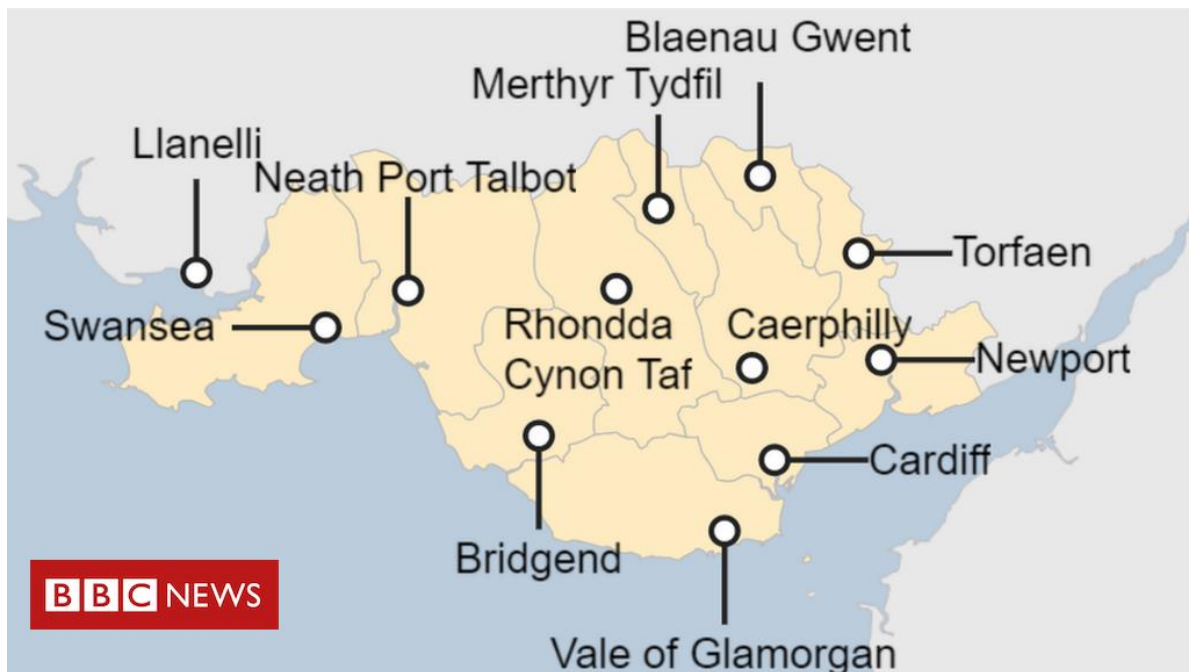 Blaenau Gwent
Merthyr Tydfil
Llanelli
Neath Port Talbot
Torfaen
Swansea
Rhondda
Cynon Taf
Caerphilly
Newport
Cardiff
Bridgend
BBC NEWS
Vale of Glamorgan